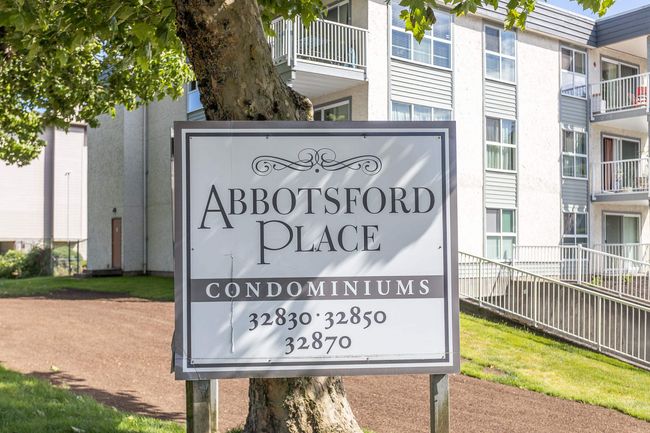 ABBOTSFORD
PLACE
CONDOMINIUMS
32830 · 32850
32870